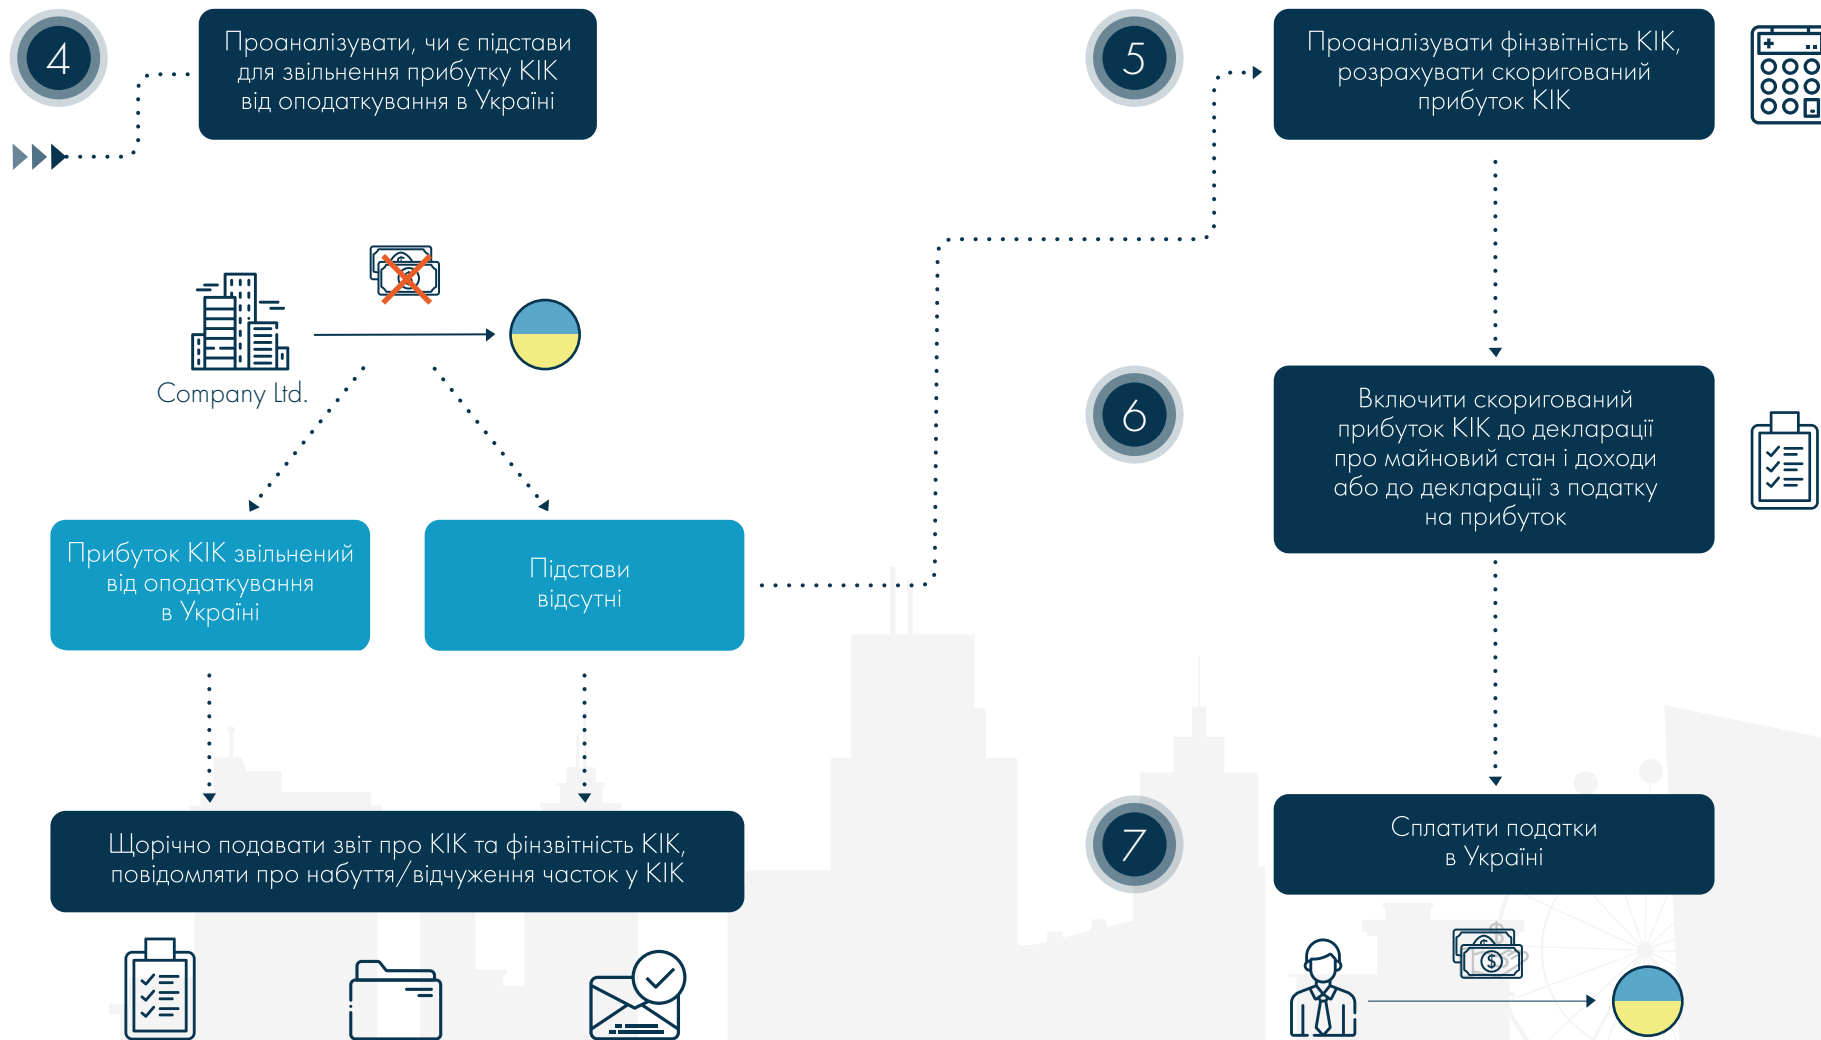 4
Проаналізувати, чи є підстави
для звільнення прибутку КІК
від оподаткування в Україні
Company Ltd.
Прибуток КІК звільнений
від оподаткування
в Україні
Підстави
відсутні
Щорічно подавати звіт про КІК та фінзвітність КІК,
повідомляти про набуття/відчуження часток у КІК
5
Проаналізувати фінзвітність КІК,
розрахувати скоригований
прибуток КІК
6
Включити скоригований
прибуток КІК до декларації
про майновий стан і доходи
або до декларації з податку
на прибуток
7
Сплатити податки
в Україні